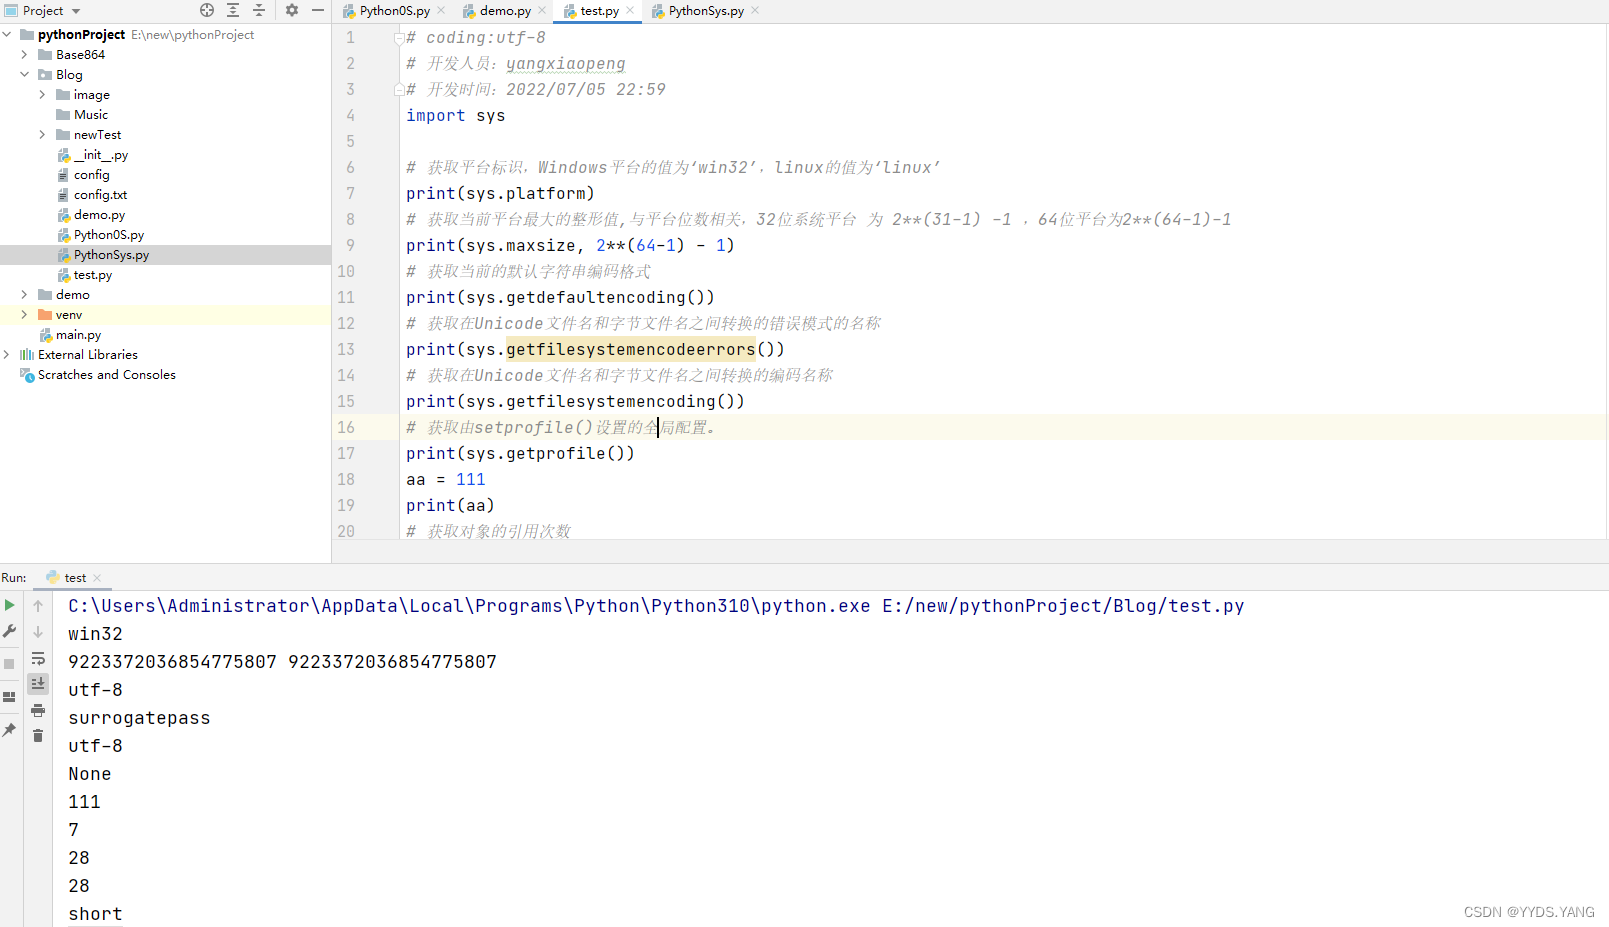 Project
Python0S.py
demo.py
test.py
PythonSys.py
pythonProject E:\new\pythonProject
Base864
Blog
image
Music
newTest
__init__.py
config
config.txt
demo.py
Python0S.py
PythonSys.py
test.py
demo
venv
main.py
External Libraries
Scratches and Consoles
1 # coding:utf-8
2 # 开发人员：yangxiaopeng
3 # 开发时间：2022/07/05 22:59
4 import sys
5
6 # 获取平台标识，Windows平台的值为‘win32’，linux的值为‘linux’
7 print(sys.platform)
8 # 获取当前平台最大的整形值,与平台位数相关，32位系统平台 为 2**(31-1) -1 ，64位平台为2**(64-1)-1
9 print(sys.maxsize, 2**(64-1) - 1)
10 # 获取当前的默认字符串编码格式
11 print(sys.getdefaultencoding())
12 # 获取在Unicode文件名和字节文件名之间转换的错误模式的名称
13 print(sys.getfilesystemencodeerrors())
14 # 获取在Unicode文件名和字节文件名之间转换的编码名称
15 print(sys.getfilesystemencoding())
16 # 获取由setprofile()设置的全局配置。
17 print(sys.getprofile())
18 aa = 111
19 print(aa)
20 # 获取对象的引用次数
Run: test
C:\Users\Administrator\AppData\Local\Programs\Python\Python310\python.exe E:/new/pythonProject/Blog/test.py
win32
9223372036854775807 9223372036854775807
utf-8
surrogatepass
utf-8
None
111
7
28
28
short
CSDN @YYDS.YANG